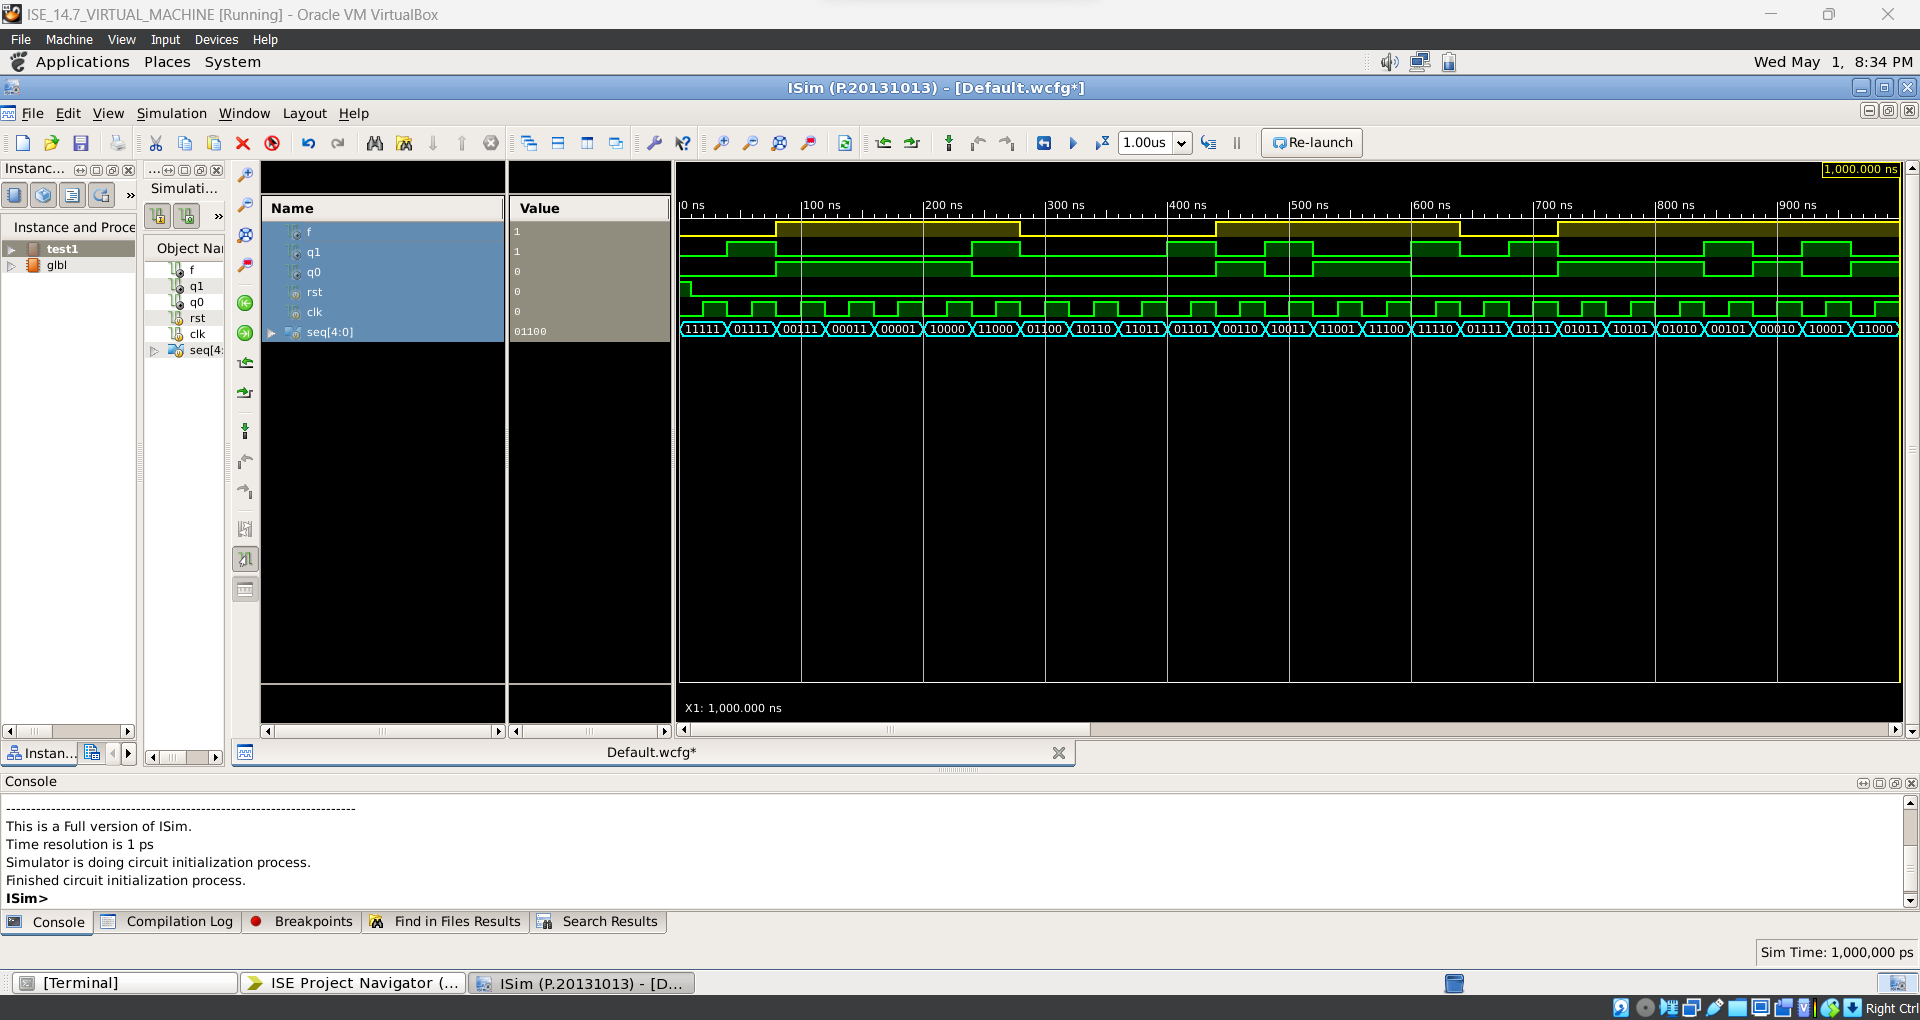 ISE_14.7_VIRTUAL_MACHINE [Running] - Oracle VM VirtualBox
File Machine View Input Devices Help
Applications Places System Wed May 1, 8:34 PM
ISim (P.20131013) - [Default.wcfg*]
File Edit View Simulation Window Layout Help
1.00us Re-launch
Instanc...
Simulati...
1,000.000 ns
Instance and Proce
test1
glbl
Object Nar
f
q1
q0
rst
clk
seq[4:
Name Value
f 1
q1 1
q0 0
rst 0
clk 0
seq[4:0] 01100
0 ns 100 ns 200 ns 300 ns 400 ns 500 ns 600 ns 700 ns 800 ns 900 ns
11111 01111 00111 00011 00001 10000 11000 01100 10110 11011 01101 00110 10011 11001 11100 11110 01111 10111 01011 10101 01010 00101 00010 10001 11000
X1: 1,000.000 ns
Instan...
Default.wcfg*
Console
------------------------------------------------------------------------
This is a Full version of ISim.
Time resolution is 1 ps
Simulator is doing circuit initialization process.
Finished circuit initialization process.
ISim>
Console Compilation Log Breakpoints Find in Files Results Search Results
Sim Time: 1,000,000 ps
[Terminal] ISE Project Navigator (... ISim (P.20131013) - [D...
Right Ctrl